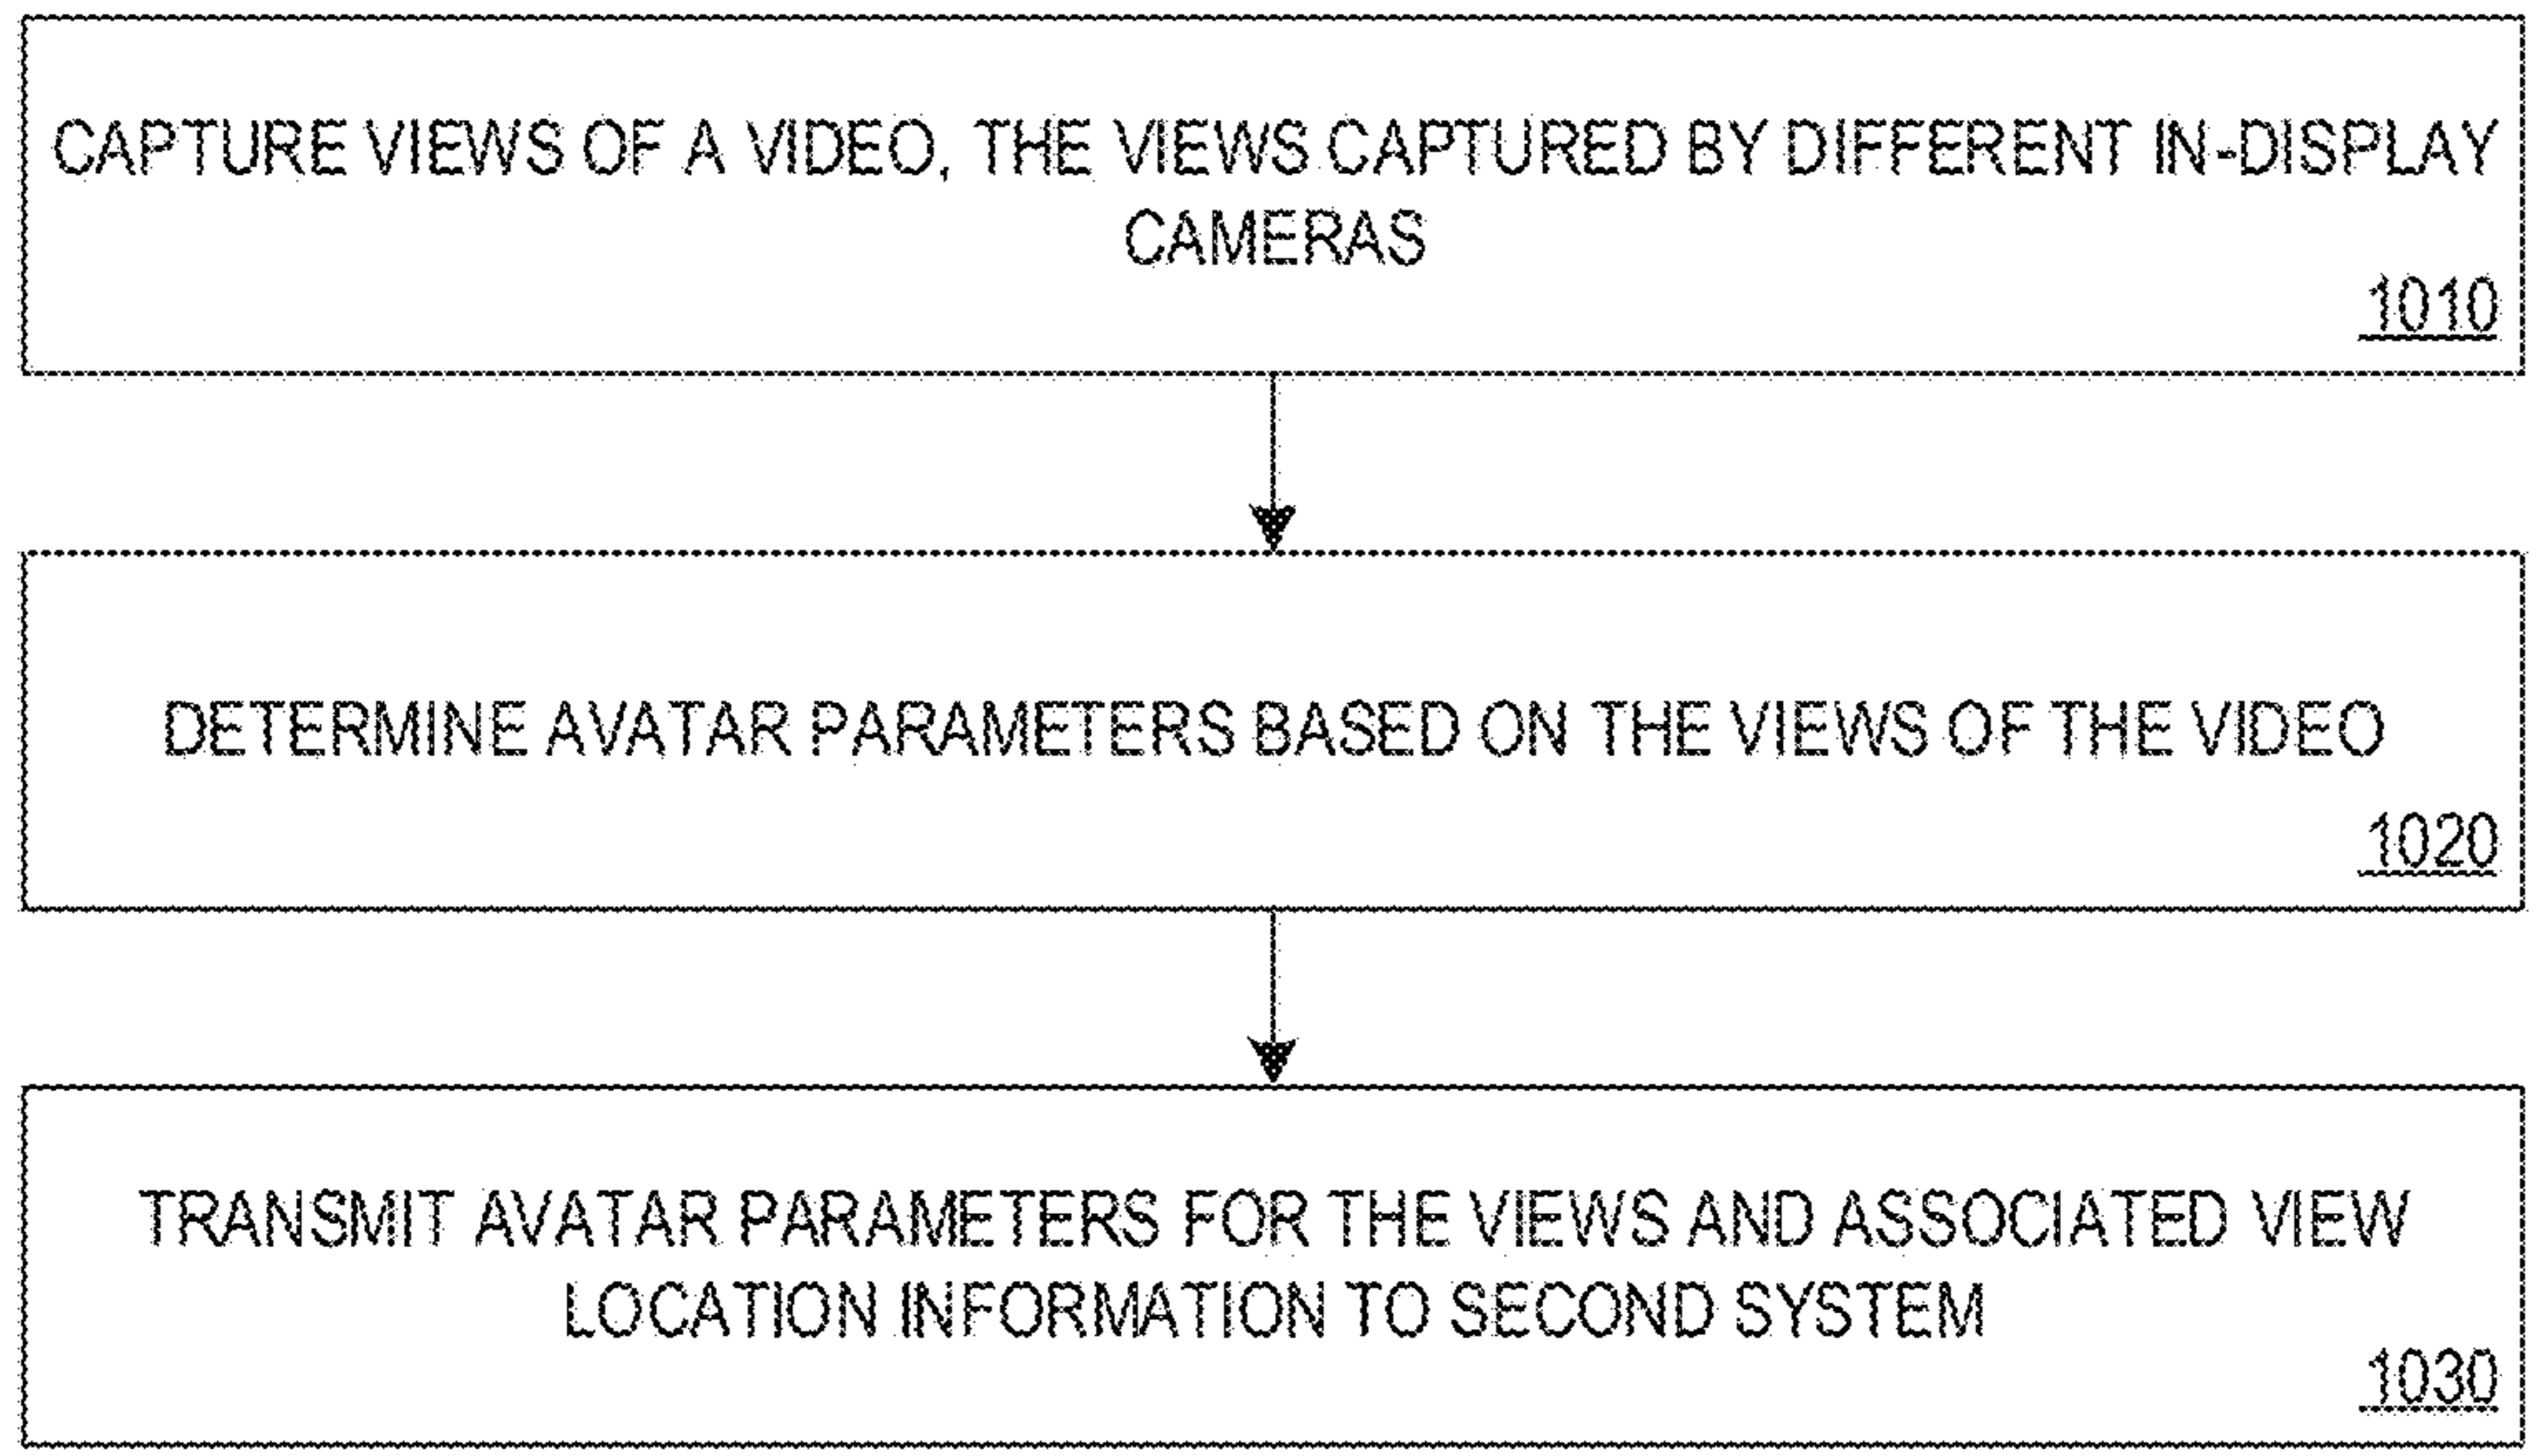 CAPTURE VIEWS OF A VIDEO, THE VIEWS CAPTURED BY DIFFERENT IN-DISPLAY
CAMERAS
1010
DETERMINE AVATAR PARAMETERS BASED ON THE VIEWS OF THE VIDEO
1020
TRANSMIT AVATAR PARAMETERS FOR THE VIEWS AND ASSOCIATED VIEW
LOCATION INFORMATION TO SECOND SYSTEM
1030